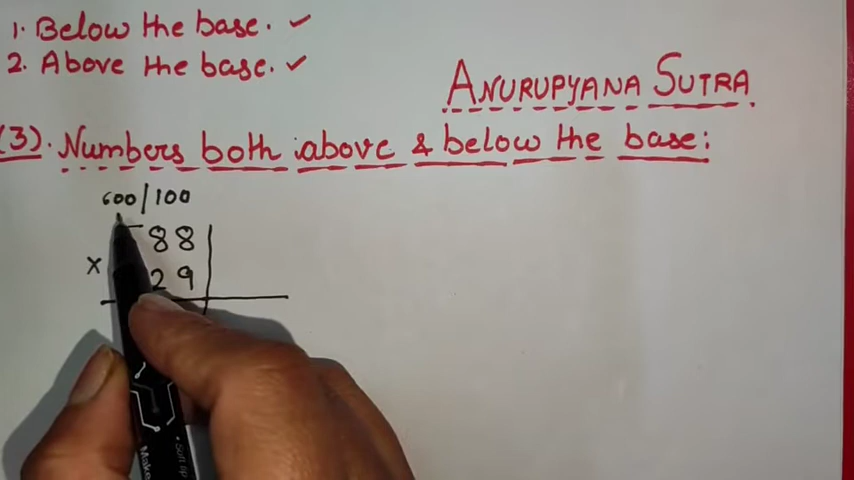 1. Below the base. ✓
2. Above the base. ✓
ANURUPYANA SUTRA
(3). Numbers both above & below the base:
600/100
88
x 29